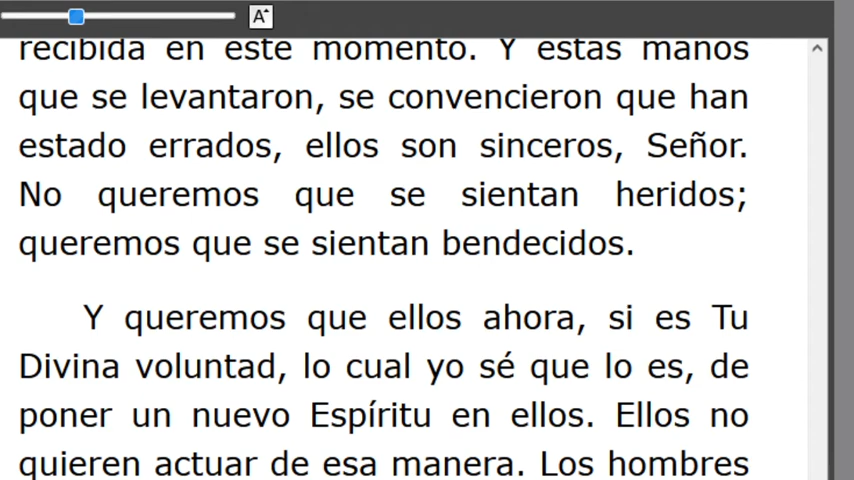 A
recibida en este momento. Y estas manos
que se levantaron, se convencieron que han
estado errados, ellos son sinceros, Señor.
No queremos que se sientan heridos;
queremos que se sientan bendecidos.
Y queremos que ellos ahora, si es Tu
Divina voluntad, lo cual yo sé que lo es, de
poner un nuevo Espíritu en ellos. Ellos no
quieren actuar de esa manera. Los hombres